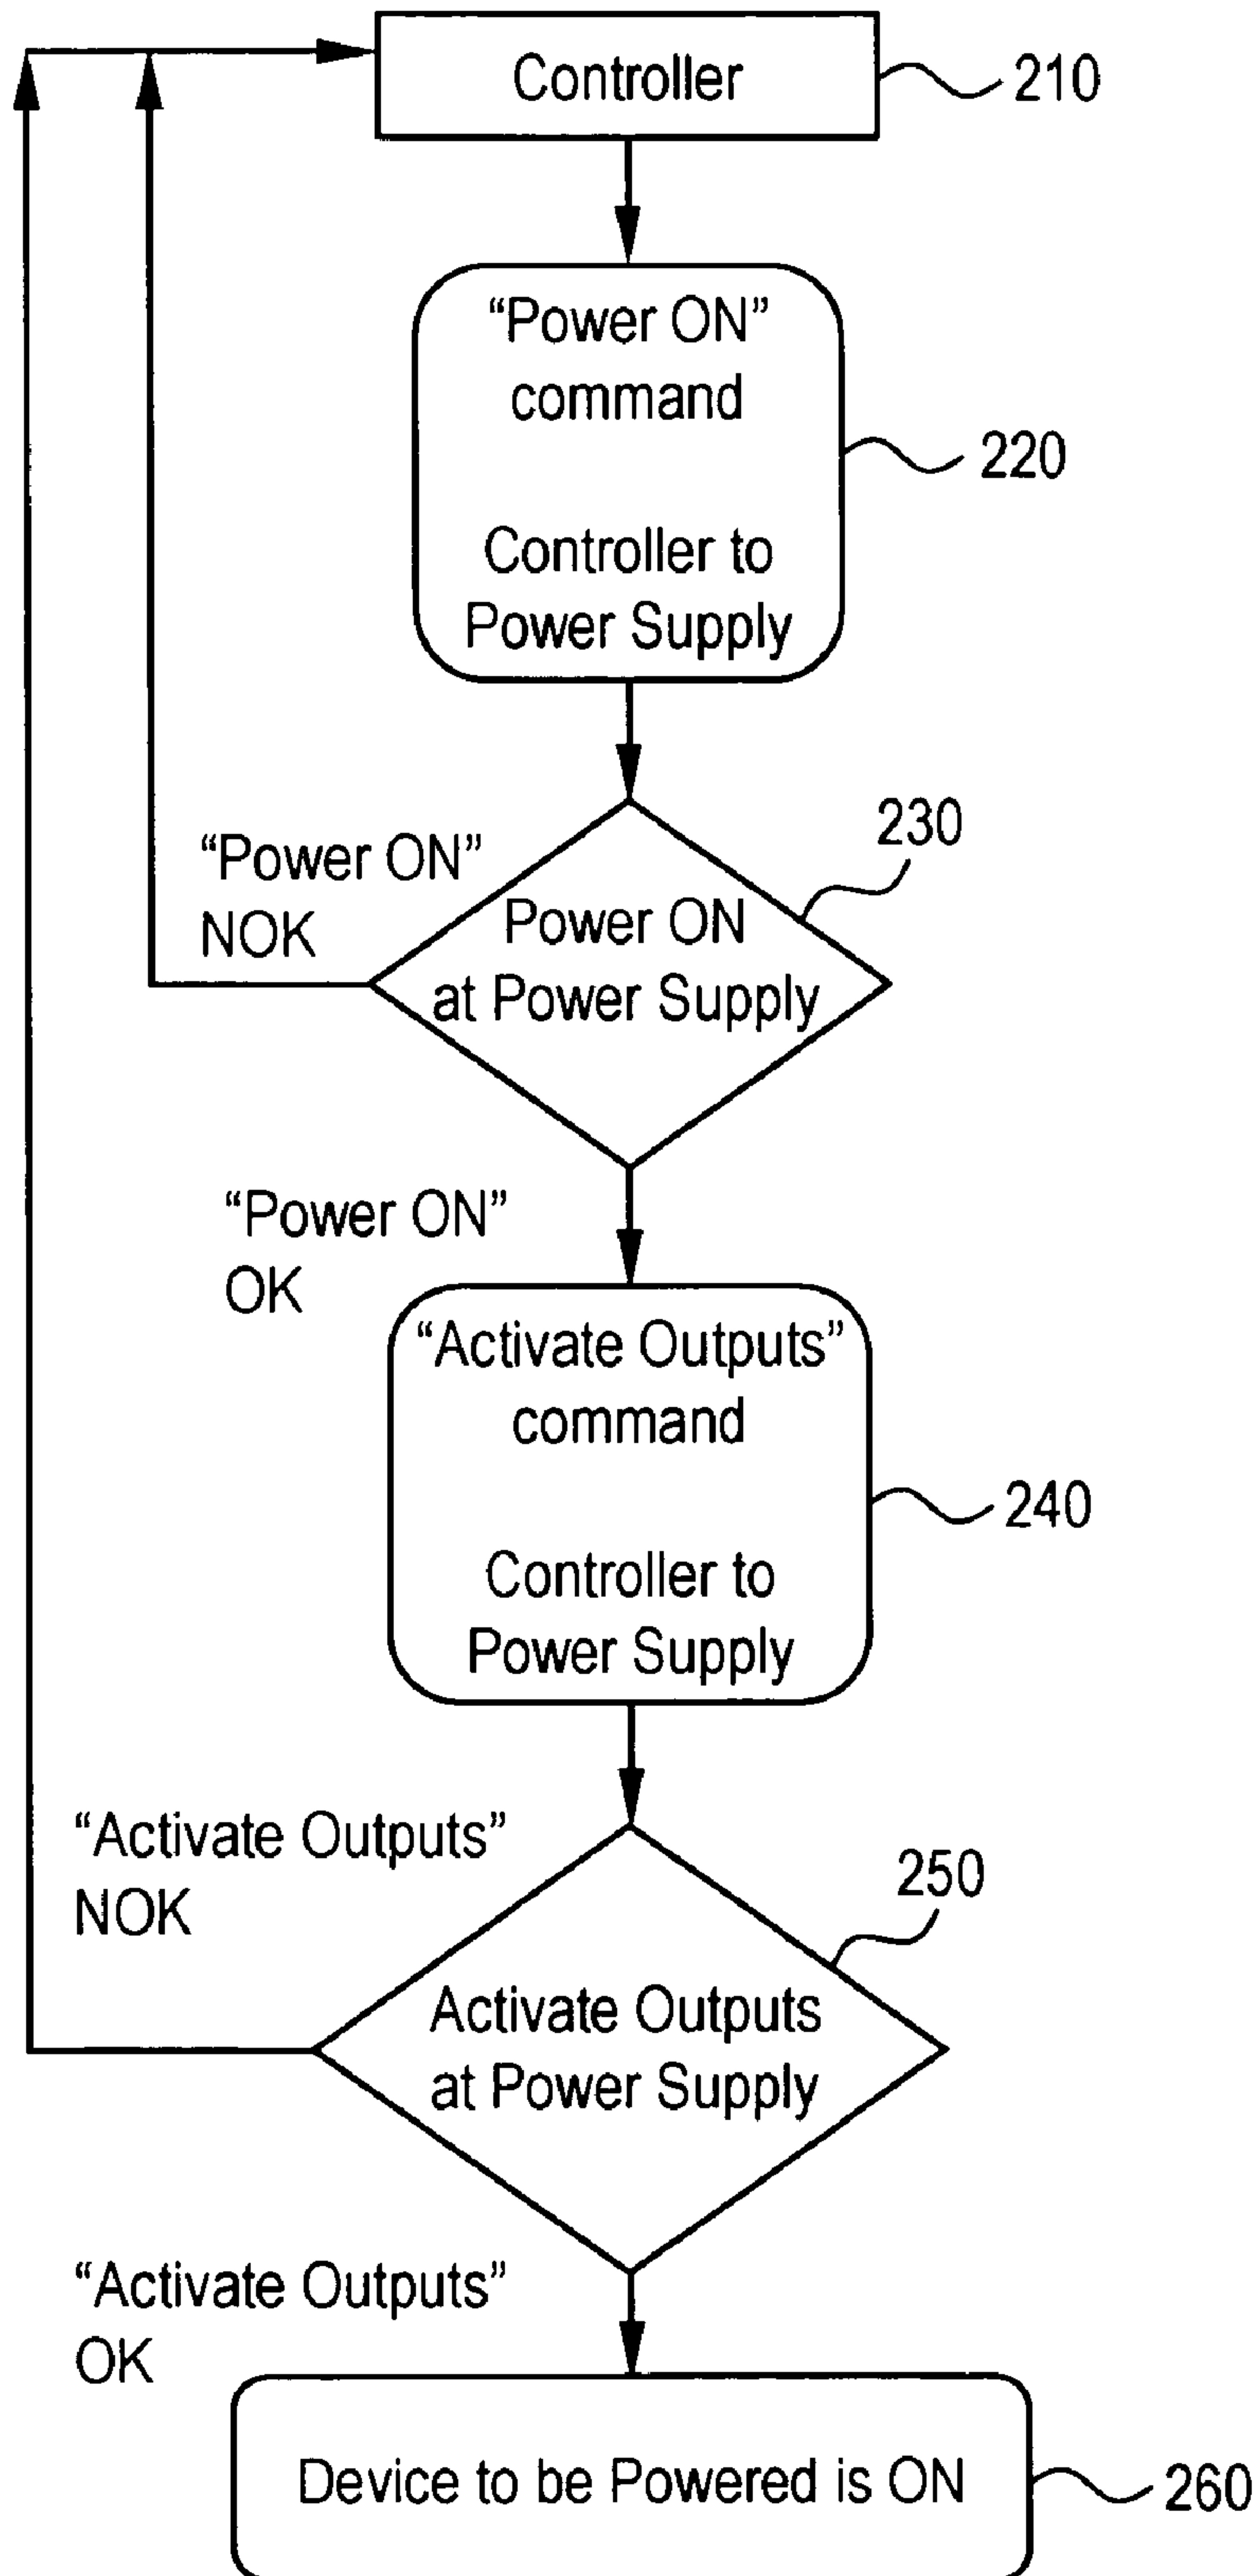 Controller
210
“Power ON”
command
Controller to
Power Supply
220
“Power ON”
NOK
230
Power ON
at Power Supply
“Power ON”
OK
“Activate Outputs”
command
Controller to
Power Supply
240
“Activate Outputs”
NOK
250
Activate Outputs
at Power Supply
“Activate Outputs”
OK
Device to be Powered is ON
260